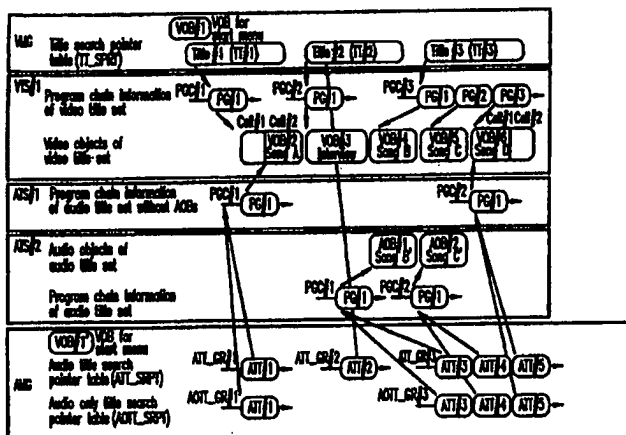 VMG Title search pointer table (TT_SPRT)
VOB#1 VOB for start menu
Title #1 (TT#1) Title #2 (TT#2) Title #3 (TT#3)
VTS#1 Program chain information of video title set
PGC#1 PG#1 PGC#2 PG#1 PGC#3 PG#1 PG#2 PG#3
Cell#1 Cell#2 Cell#1 Cell#2
Video objects of video title set
VOB#2 Song A VOB#3 Interview VOB#4 Song B VOB#5 Song C Song D
ATS#1 Program chain information of audio title set without AOBs
PGC#1 PG#1 PGC#2 PG#1
ATS#2 Audio objects of audio title set
AOB#1 Song B' AOB#2 Song C'
Program chain information of audio title set
PGC#1 PG#1 PGC#2 PG#1
VOB#1 VOB for start menu
AMG Audio title search pointer table (ATT_SRPT)
ATT_GR#1 ATT#1 ATT_GR#2 ATT#2 ATT#3 ATT#4 ATT#5
Audio only title search pointer table (AOTT_SRPT)
AOTT_GR#1 ATT#1 AOTT_GR#3 ATT#3 ATT#4 ATT#5